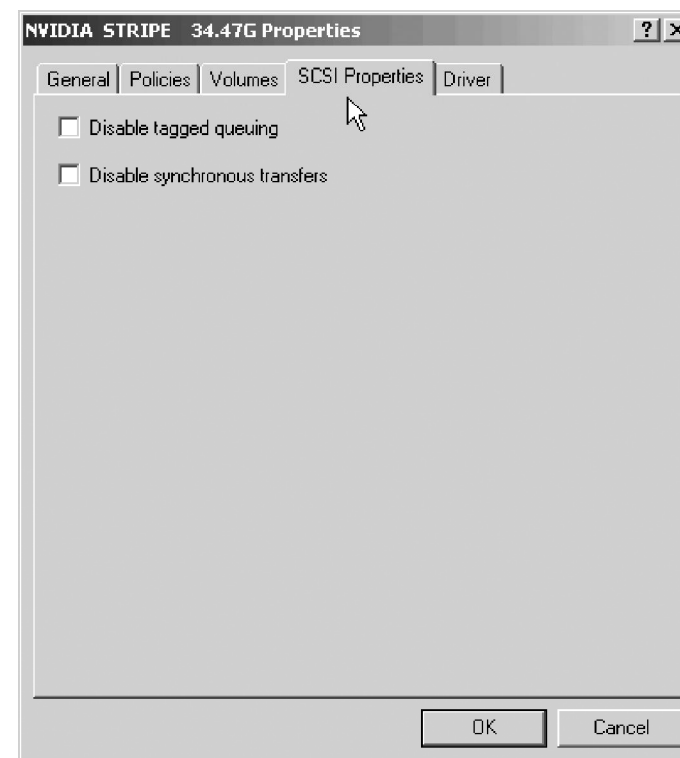 NVIDIA STRIPE 34.47G Properties
General Policies Volumes SCSI Properties Driver
Disable tagged queuing
Disable synchronous transfers
OK Cancel